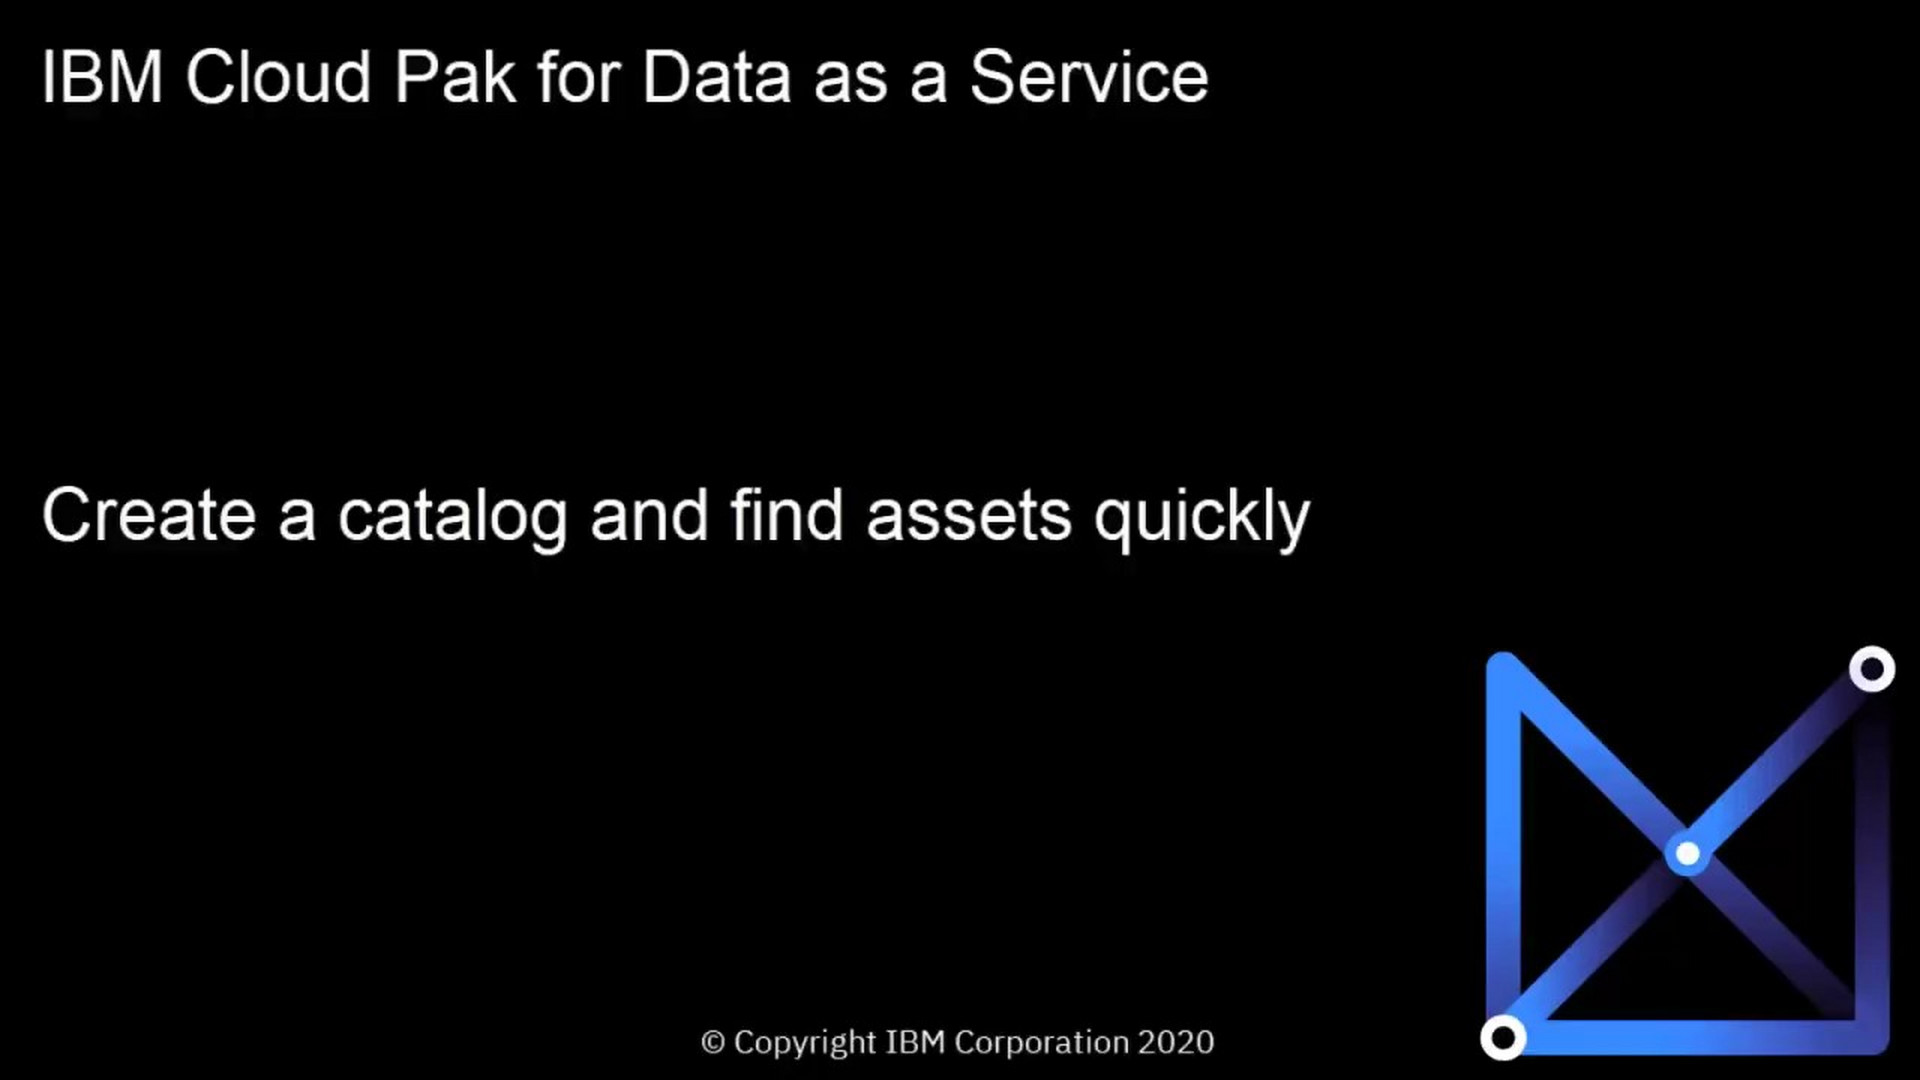 IBM Cloud Pak for Data as a Service
Create a catalog and find assets quickly
© Copyright IBM Corporation 2020